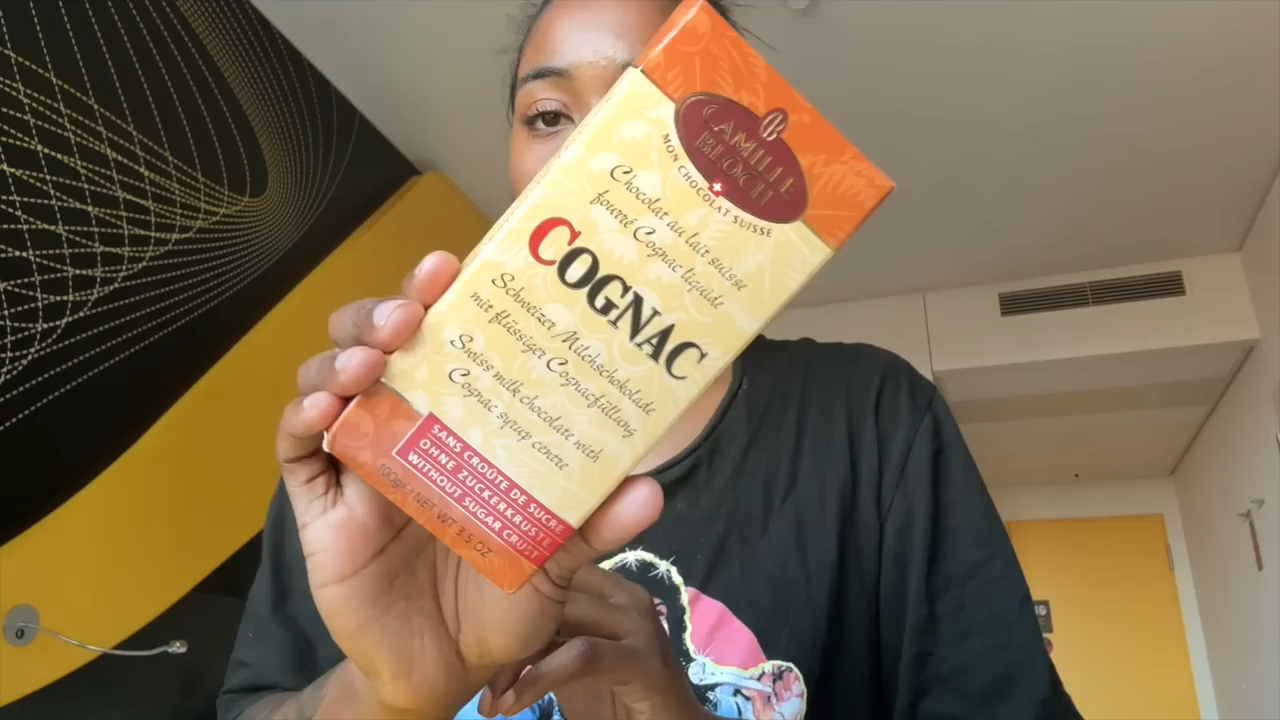 CAMILLE
BLOCH
MON CHOCOLAT SUISSE
Chocolat au lait suisse
fourré Cognac liquide
COGNAC
Schweizer Milchschokolade
mit flüssiger Cognacfüllung
Swiss milk chocolate with
Cognac syrup centre
SANS CROÛTE DE SUCRE
OHNE ZUCKERKRUSTE
WITHOUT SUGAR CRUST
100g℮ NET WT 3.5 OZ